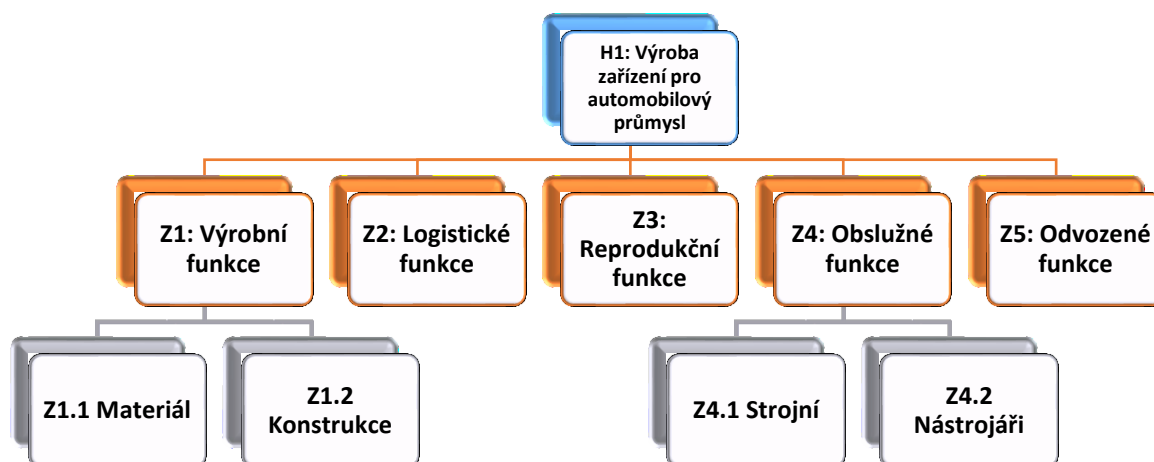 H1: Výroba
zařízení pro
automobilový
průmysl
Z1: Výrobní
funkce
Z2: Logistické
funkce
Z3:
Reprodukční
funkce
Z4: Obslužné
funkce
Z5: Odvozené
funkce
Z1.1 Materiál
Z1.2
Konstrukce
Z4.1 Strojní
Z4.2
Nástrojáři